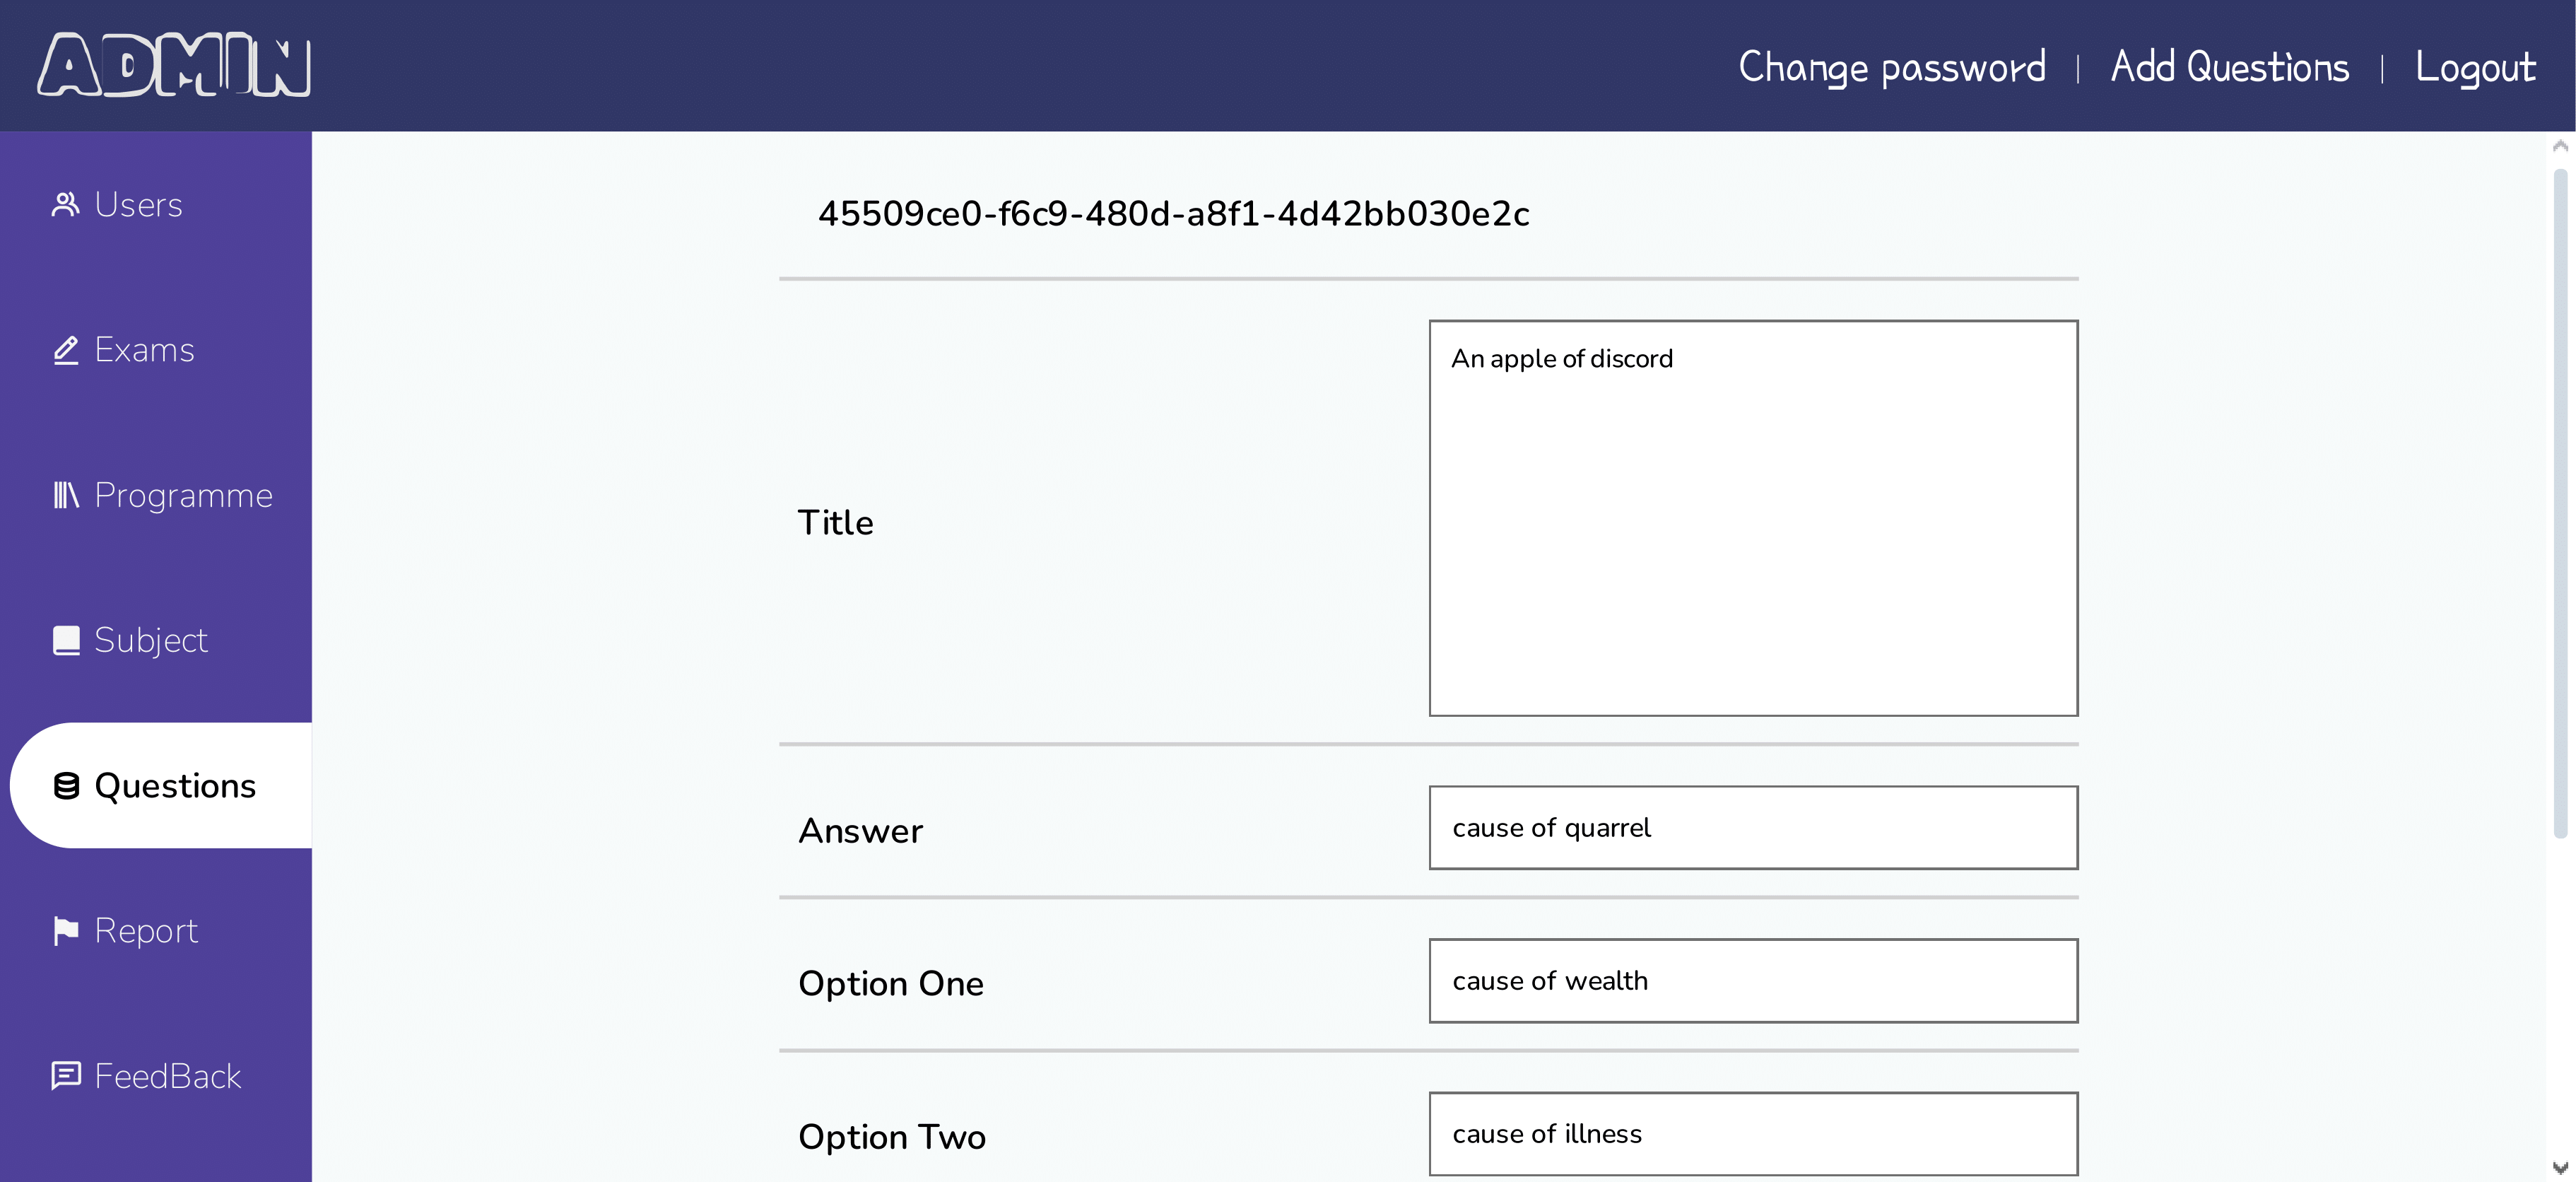 ADMIN
Change password | Add Questions | Logout
Users
Exams
Programme
Subject
Questions
Report
FeedBack
45509ce0-f6c9-480d-a8f1-4d42bb030e2c
Title
An apple of discord
Answer
cause of quarrel
Option One
cause of wealth
Option Two
cause of illness